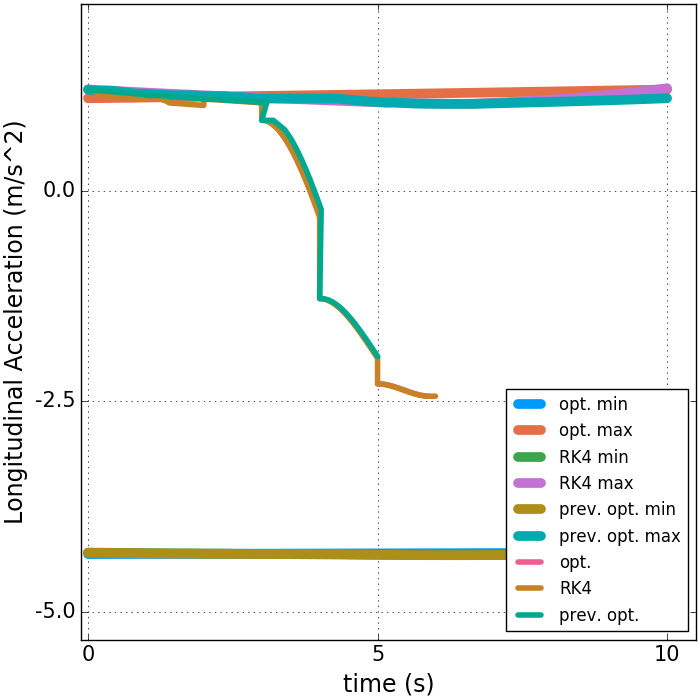 Longitudinal Acceleration (m/s^2)
0.0
-2.5
-5.0
0
5
10
time (s)
opt. min
opt. max
RK4 min
RK4 max
prev. opt. min
prev. opt. max
opt.
RK4
prev. opt.